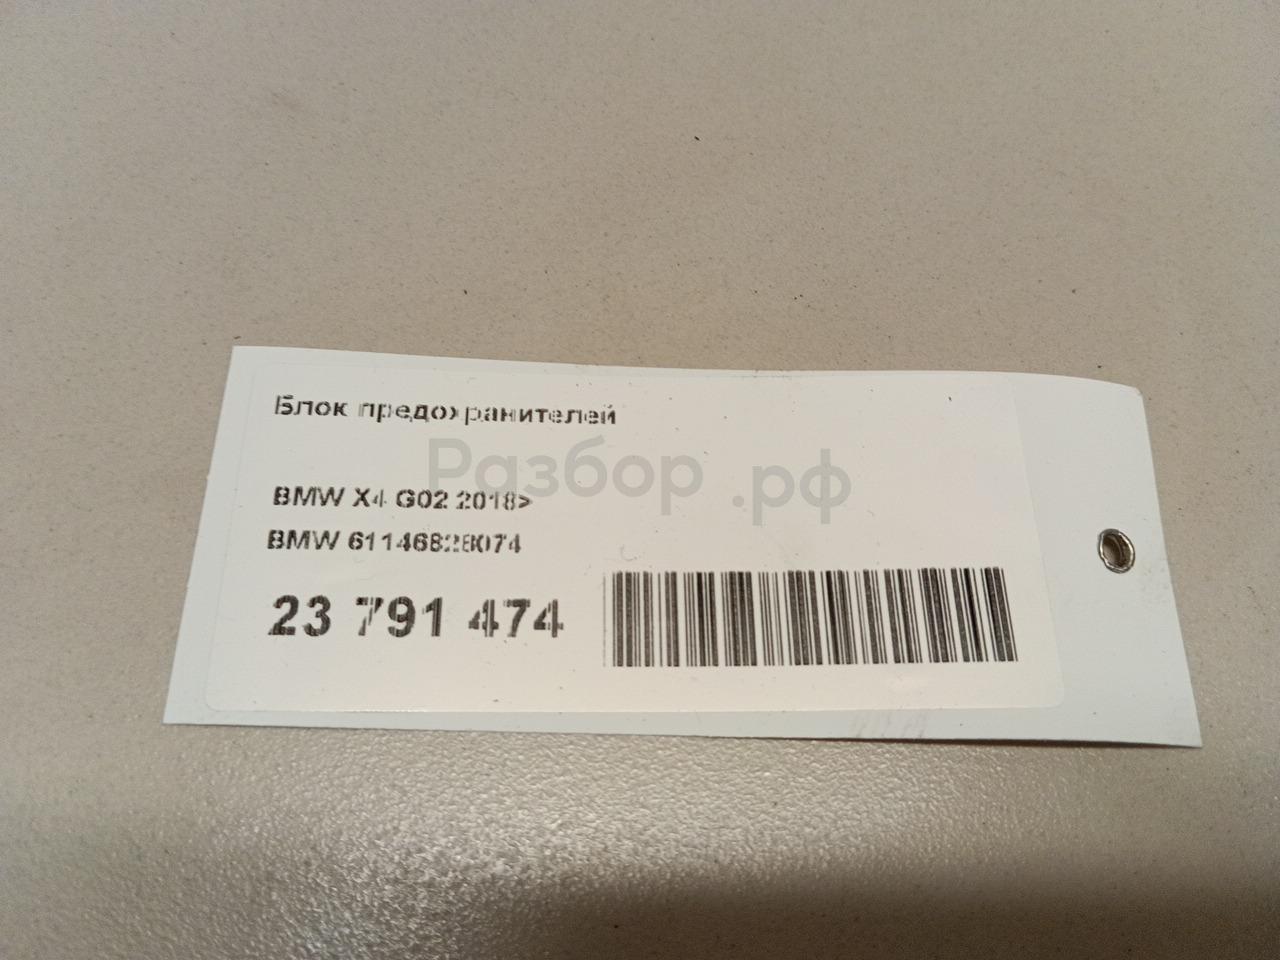 Блок предохранителей
Разбор.рф
BMW X4 G02 2018>
BMW 61146828074
23 791 474